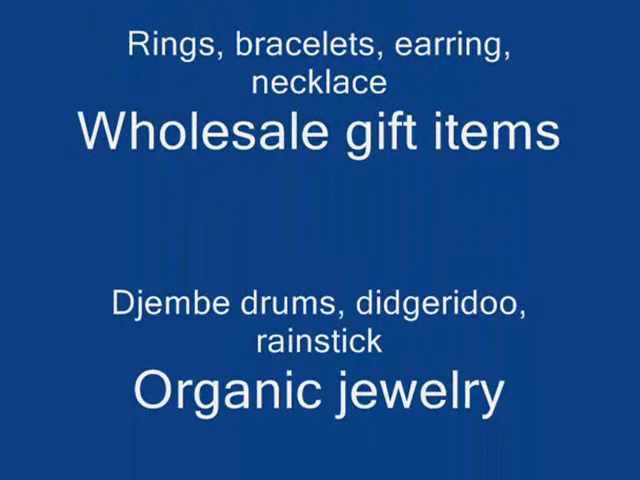 Rings, bracelets, earring,
necklace
Wholesale gift items
Djembe drums, didgeridoo,
rainstick
Organic jewelry